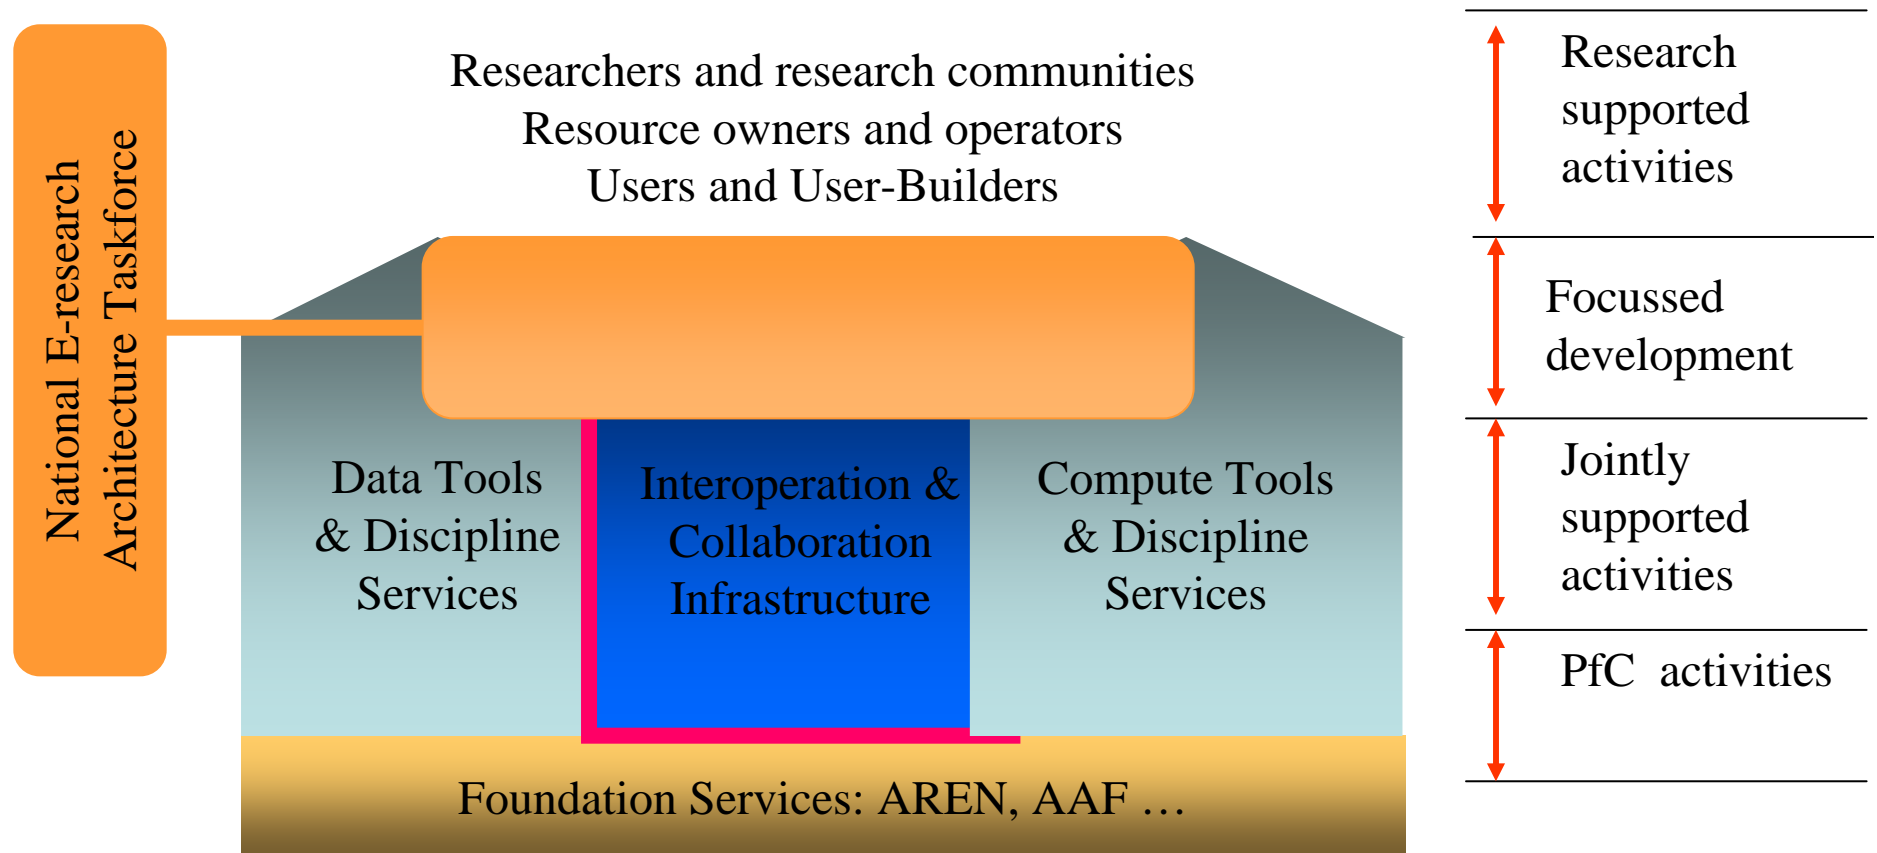 National E-research
Architecture Taskforce
Researchers and research communities
Resource owners and operators
Users and User-Builders
Data Tools
& Discipline
Services
Interoperation &
Collaboration
Infrastructure
Compute Tools
& Discipline
Services
Foundation Services: AREN, AAF …
Research
supported
activities
Focussed
development
Jointly
supported
activities
PfC  activities